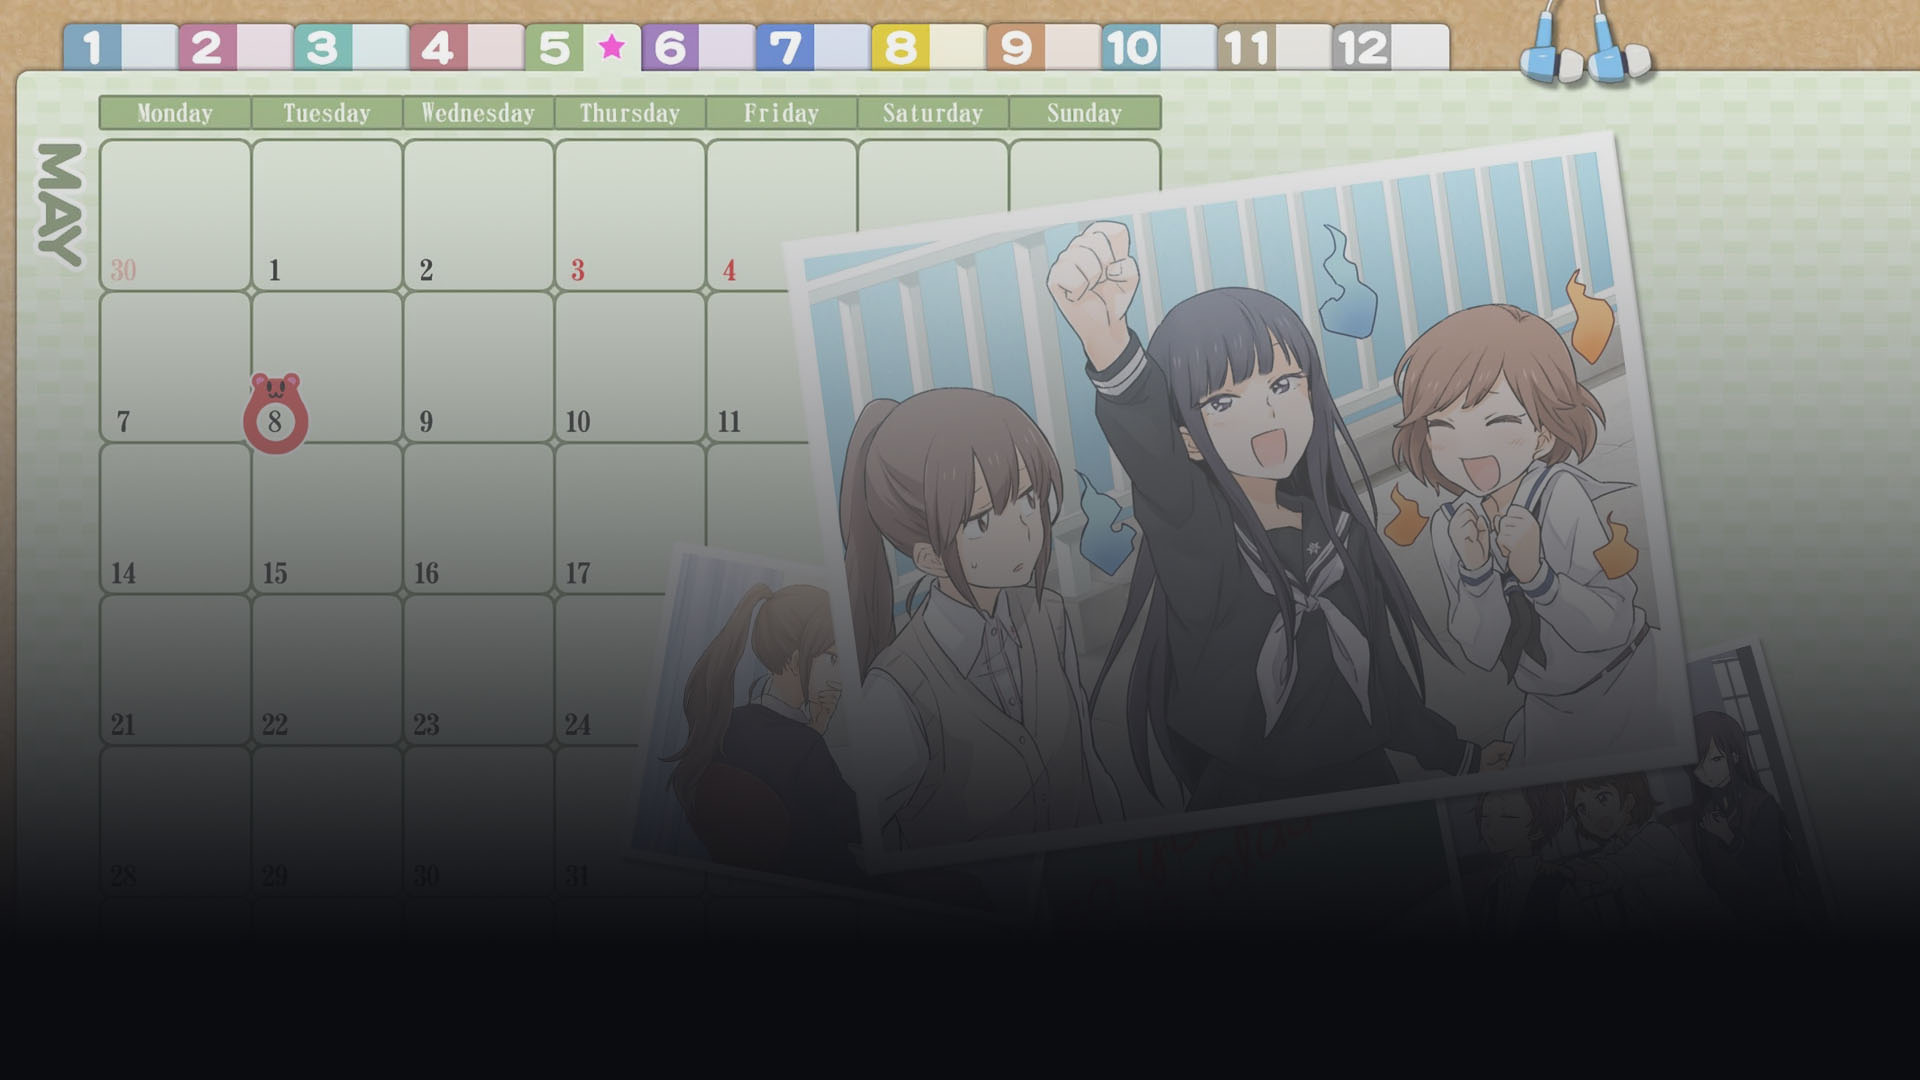 1 2 3 4 5 6 7 8 9 10 11 12
Monday Tuesday Wednesday Thursday Friday Saturday Sunday
MAY
30 1 2 3 4
7 8 9 10 11
14 15 16 17
21 22 23 24
28 29 30 31